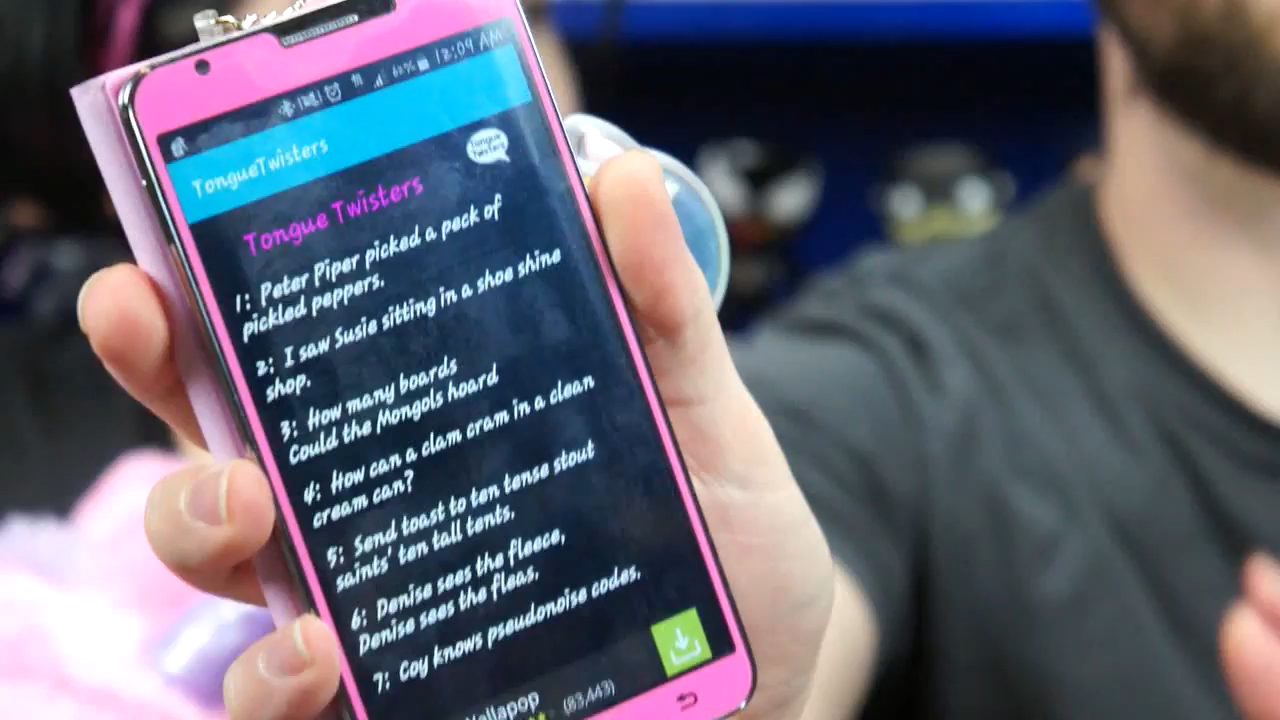 62% 12:09 AM
TongueTwisters
Tongue
Twisters
Tongue Twisters
1: Peter Piper picked a peck of
pickled peppers.
2: I saw Susie sitting in a shoe shine
shop.
3: How many boards
Could the Mongols hoard
4: How can a clam cram in a clean
cream can?
5: Send toast to ten tense stout
saints' ten tall tents.
6: Denise sees the fleece,
Denise sees the fleas.
7: Coy knows pseudonoise codes.
Wallapop
(83,443)